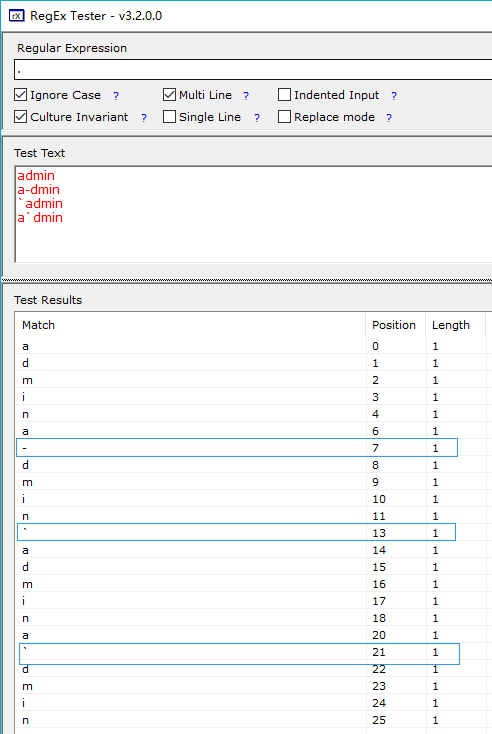 rX RegEx Tester - v3.2.0.0
Regular Expression
.
Ignore Case ? Multi Line ? Indented Input ?
Culture Invariant ? Single Line ? Replace mode ?
Test Text
admin
a-dmin
`admin
a`dmin
Test Results
Match Position Length
a 0 1
d 1 1
m 2 1
i 3 1
n 4 1
a 6 1
- 7 1
d 8 1
m 9 1
i 10 1
n 11 1
` 13 1
a 14 1
d 15 1
m 16 1
i 17 1
n 18 1
a 20 1
` 21 1
d 22 1
m 23 1
i 24 1
n 25 1